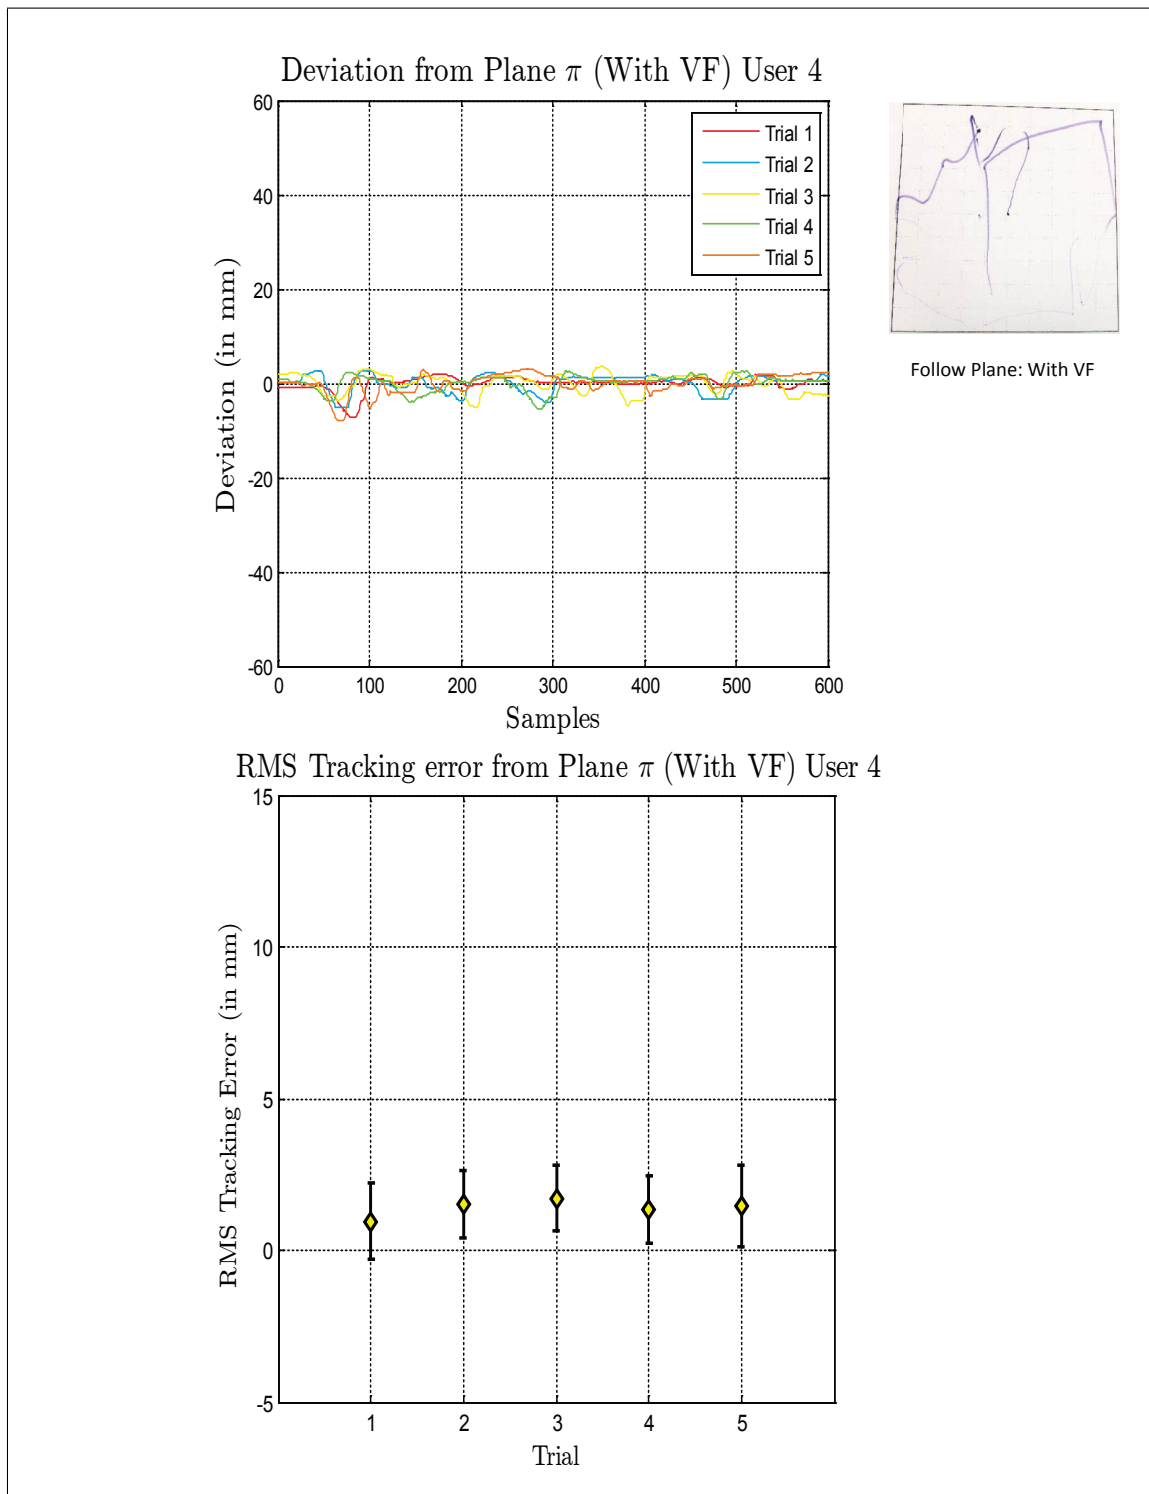 Deviation from Plane π (With VF) User 4
60
40
20
0
-20
-40
-60
Deviation (in mm)
0 100 200 300 400 500 600
Samples
Trial 1
Trial 2
Trial 3
Trial 4
Trial 5
Follow Plane: With VF
RMS Tracking error from Plane π (With VF) User 4
15
10
5
0
-5
RMS Tracking Error (in mm)
1 2 3 4 5
Trial